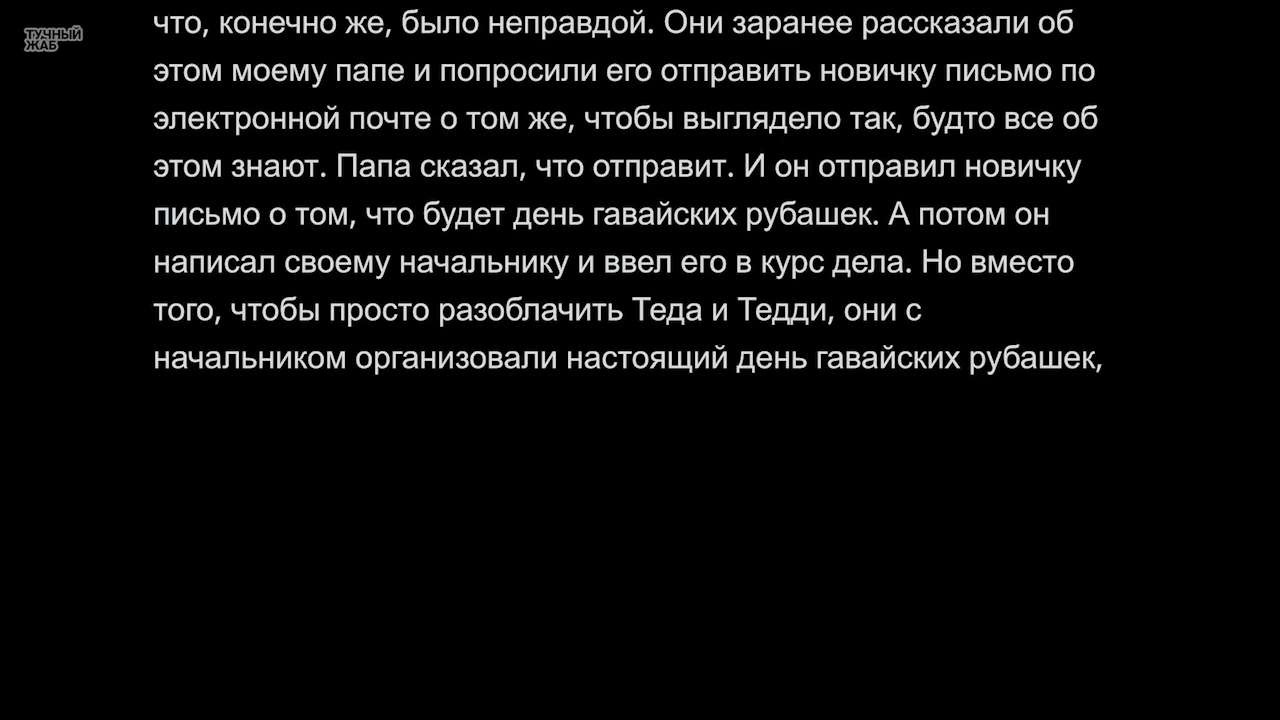 ТУЧНЫЙ
ЖАБ
что, конечно же, было неправдой. Они заранее рассказали об
этом моему папе и попросили его отправить новичку письмо по
электронной почте о том же, чтобы выглядело так, будто все об
этом знают. Папа сказал, что отправит. И он отправил новичку
письмо о том, что будет день гавайских рубашек. А потом он
написал своему начальнику и ввел его в курс дела. Но вместо
того, чтобы просто разоблачить Теда и Тедди, они с
начальником организовали настоящий день гавайских рубашек,